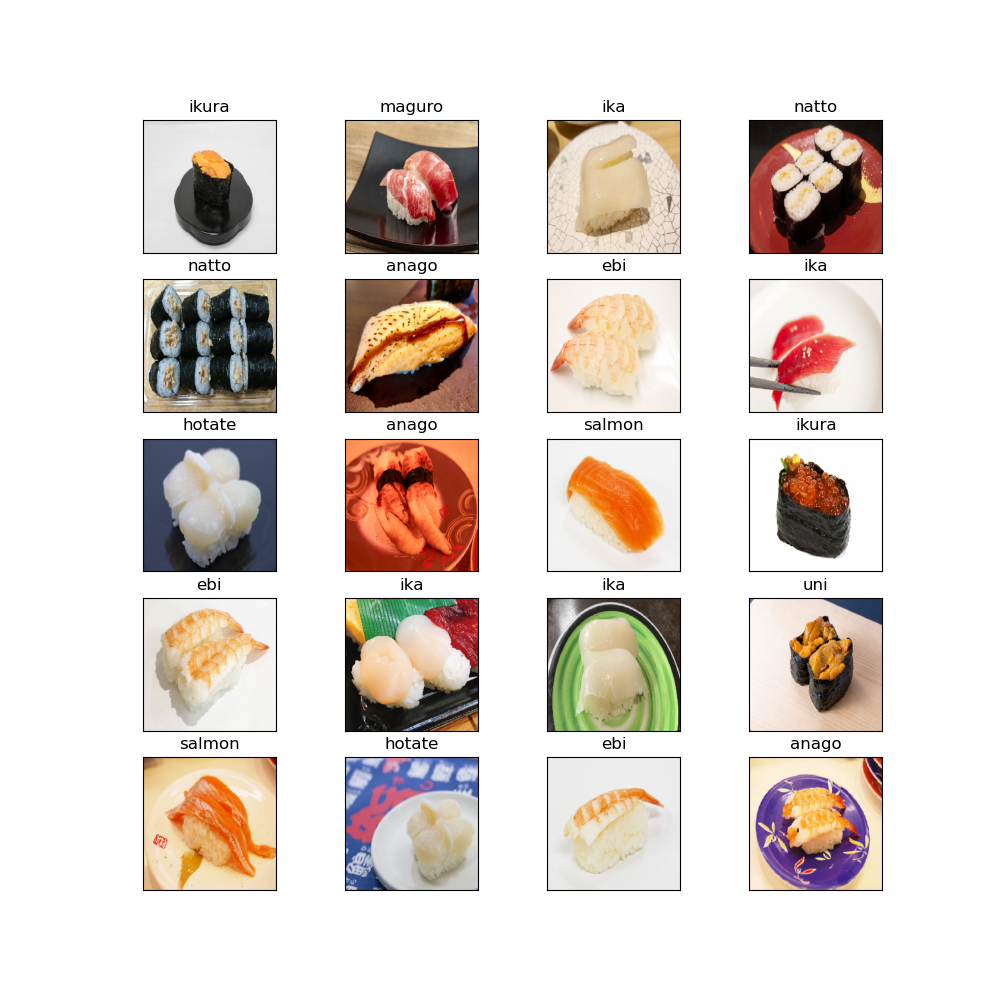 ikura maguro ika natto
natto anago ebi ika
hotate anago salmon ikura
ebi ika ika uni
salmon hotate ebi anago